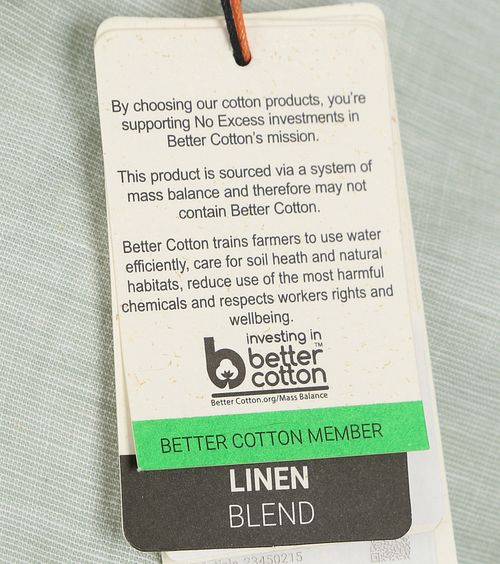 By choosing our cotton products, you're
supporting No Excess investments in
Better Cotton's mission.
This product is sourced via a system of
mass balance and therefore may not
contain Better Cotton.
Better Cotton trains farmers to use water
efficiently, care for soil heath and natural
habitats, reduce use of the most harmful
chemicals and respects workers rights and
wellbeing.
investing in
better™
cotton
Better Cotton.org/Mass Balance
BETTER COTTON MEMBER
LINEN
BLEND
23450215